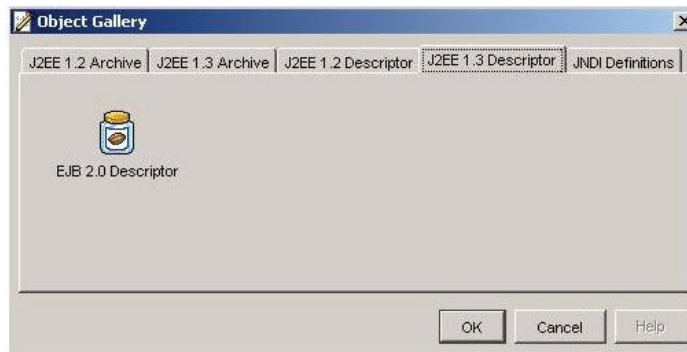 Object Gallery
J2EE 1.2 Archive J2EE 1.3 Archive J2EE 1.2 Descriptor J2EE 1.3 Descriptor JNDI Definitions
EJB 2.0 Descriptor
OK Cancel Help